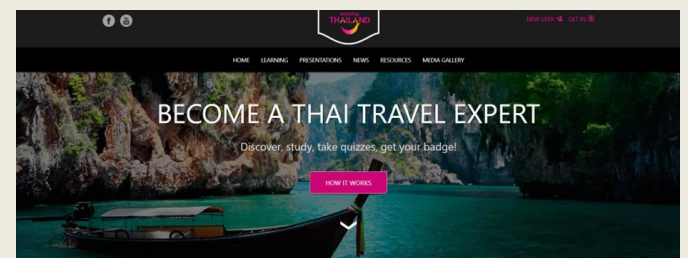 amazing
THAILAND
NEW USER GET IN
HOME LEARNING PRESENTATIONS NEWS RESOURCES MEDIA GALLERY
BECOME A THAI TRAVEL EXPERT
Discover, study, take quizzes, get your badge!
HOW IT WORKS